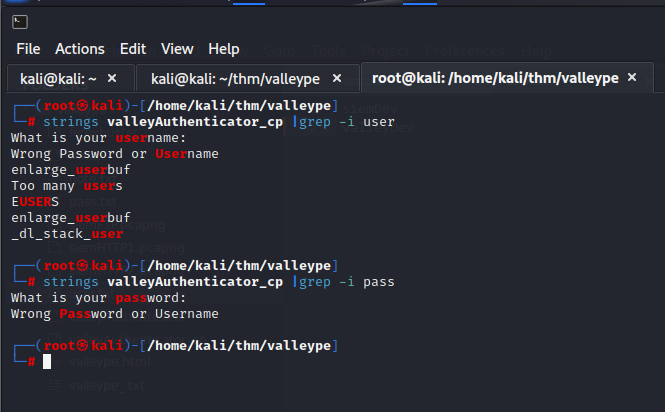 File Actions Edit View Help
kali@kali: ~ × kali@kali: ~/thm/valleype × root@kali: /home/kali/thm/valleype ×
┌──(root㉿kali)-[/home/kali/thm/valleype]
└─# strings valleyAuthenticator_cp |grep -i user
What is your username:
Wrong Password or Username
enlarge_userbuf
Too many users
EUSERS
enlarge_userbuf
_dl_stack_user
┌──(root㉿kali)-[/home/kali/thm/valleype]
└─# strings valleyAuthenticator_cp |grep -i pass
What is your password:
Wrong Password or Username
┌──(root㉿kali)-[/home/kali/thm/valleype]
└─#